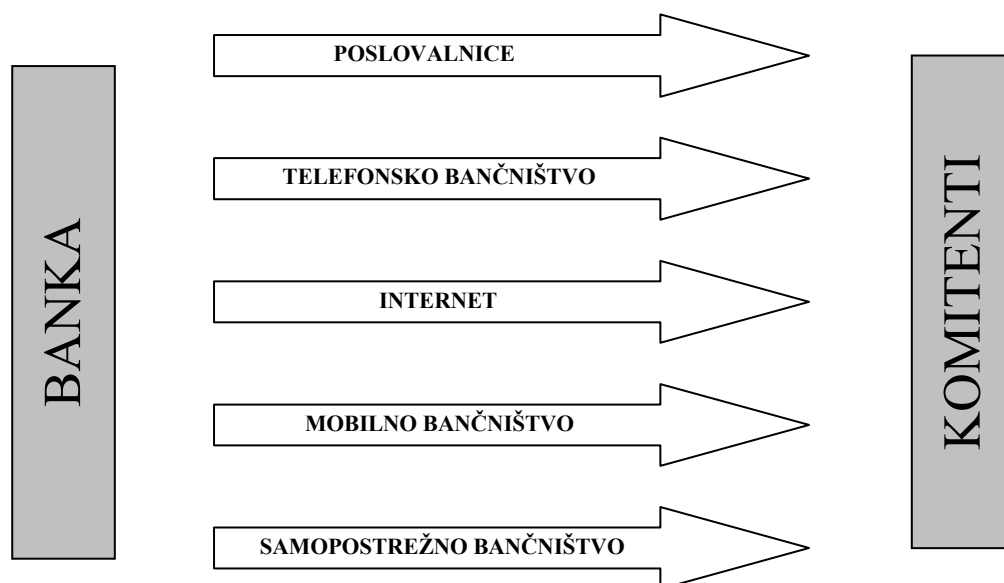 BANKA
POSLOVALNICE
TELEFONSKO BANČNIŠTVO
INTERNET
MOBILNO BANČNIŠTVO
SAMOPOSTREŽNO BANČNIŠTVO
KOMITENTI